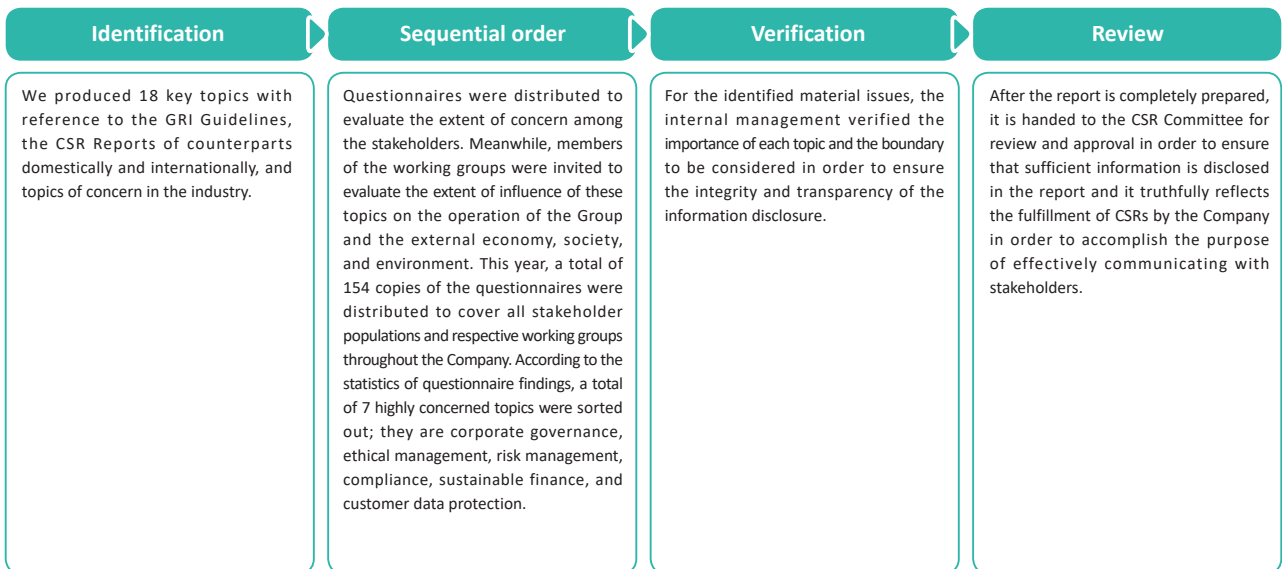 Identification
We produced 18 key topics with
reference to the GRI Guidelines,
the CSR Reports of counterparts
domestically and internationally, and
topics of concern in the industry.
Sequential order
Questionnaires were distributed to
evaluate the extent of concern among
the stakeholders. Meanwhile, members
of the working groups were invited to
evaluate the extent of influence of these
topics on the operation of the Group
and the external economy, society,
and environment. This year, a total of
154 copies of the questionnaires were
distributed to cover all stakeholder
populations and respective working groups
throughout the Company. According to the
statistics of questionnaire findings, a total
of 7 highly concerned topics were sorted
out; they are corporate governance,
ethical management, risk management,
compliance, sustainable finance, and
customer data protection.
Verification
For the identified material issues, the
internal management verified the
importance of each topic and the boundary
to be considered in order to ensure
the integrity and transparency of the
information disclosure.
Review
After the report is completely prepared,
it is handed to the CSR Committee for
review and approval in order to ensure
that sufficient information is disclosed
in the report and it truthfully reflects
the fulfillment of CSRs by the Company
in order to accomplish the purpose
of effectively communicating with
stakeholders.